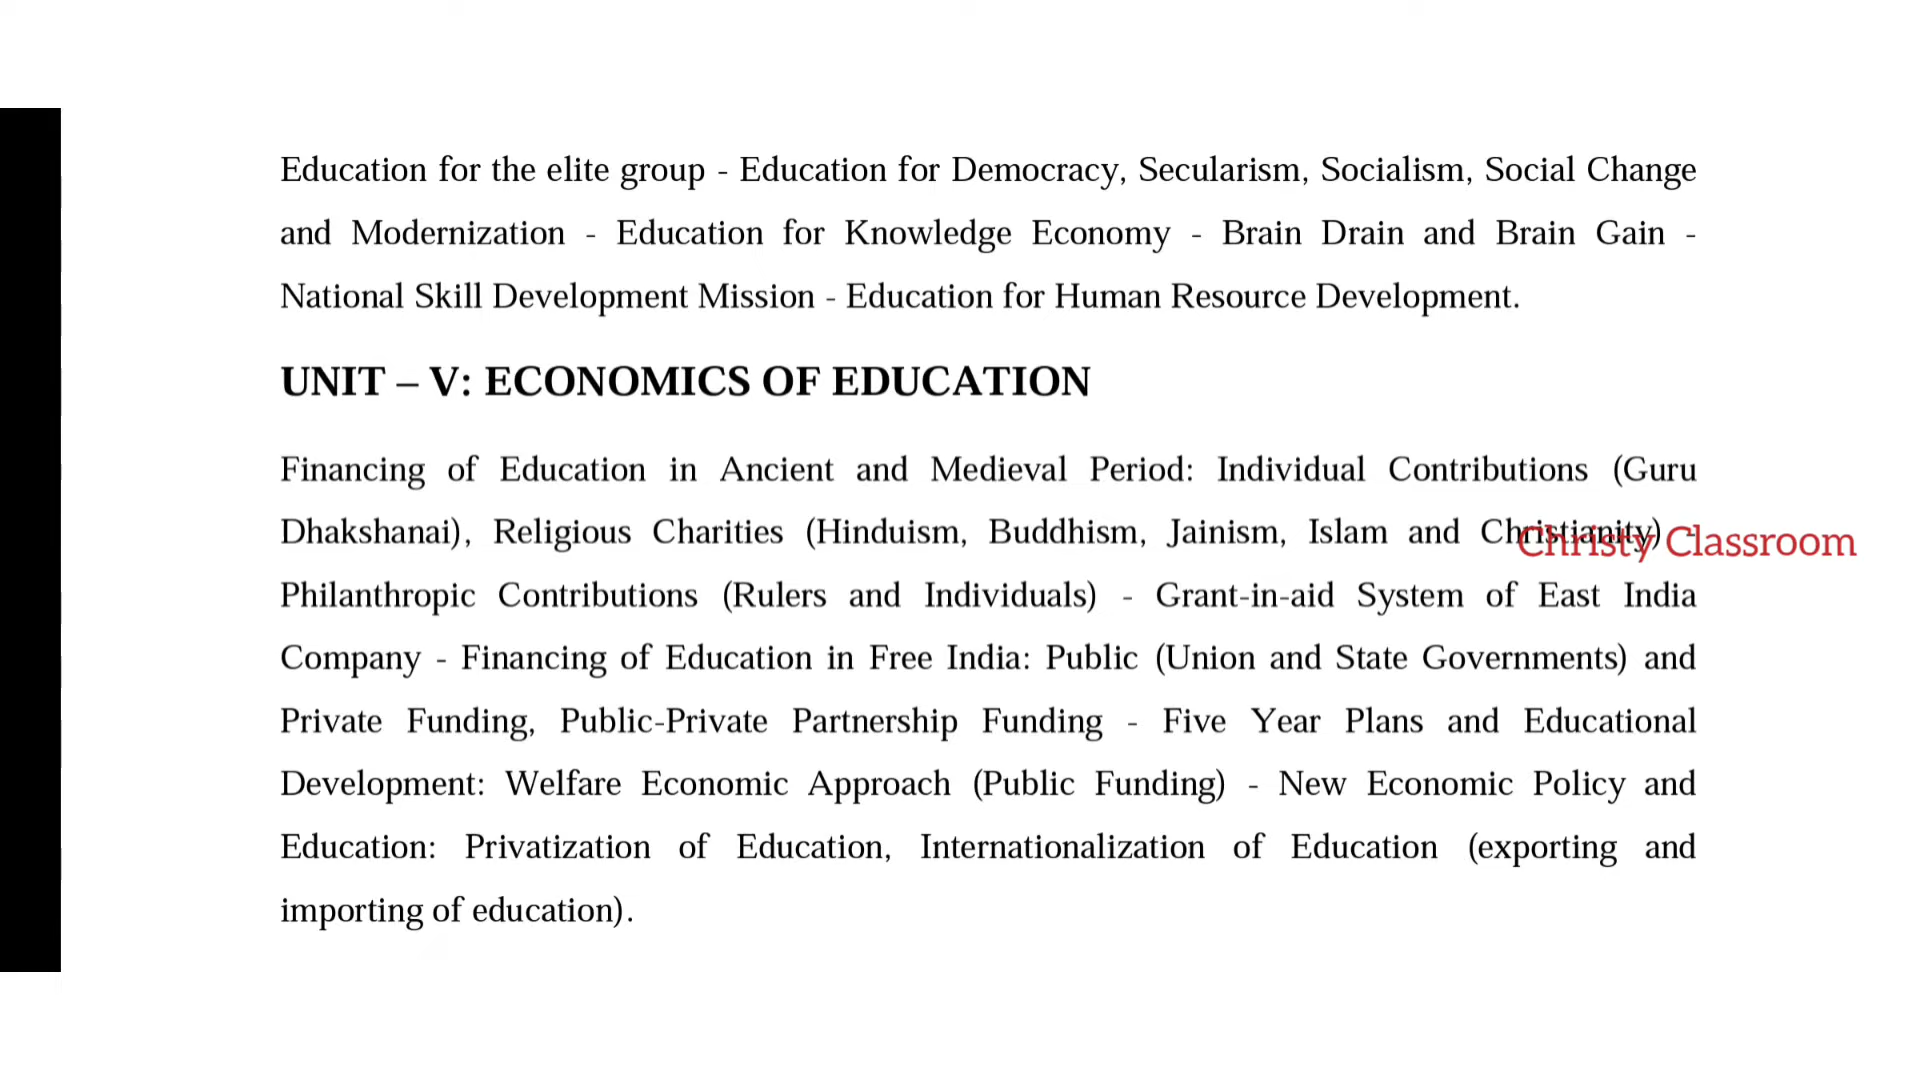 Education for the elite group - Education for Democracy, Secularism, Socialism, Social Change
and Modernization - Education for Knowledge Economy - Brain Drain and Brain Gain -
National Skill Development Mission - Education for Human Resource Development.
UNIT – V: ECONOMICS OF EDUCATION
Financing of Education in Ancient and Medieval Period: Individual Contributions (Guru
Dhakshanai), Religious Charities (Hinduism, Buddhism, Jainism, Islam and Christianity)
Christy Classroom
Philanthropic Contributions (Rulers and Individuals) - Grant-in-aid System of East India
Company - Financing of Education in Free India: Public (Union and State Governments) and
Private Funding, Public-Private Partnership Funding - Five Year Plans and Educational
Development: Welfare Economic Approach (Public Funding) - New Economic Policy and
Education: Privatization of Education, Internationalization of Education (exporting and
importing of education).